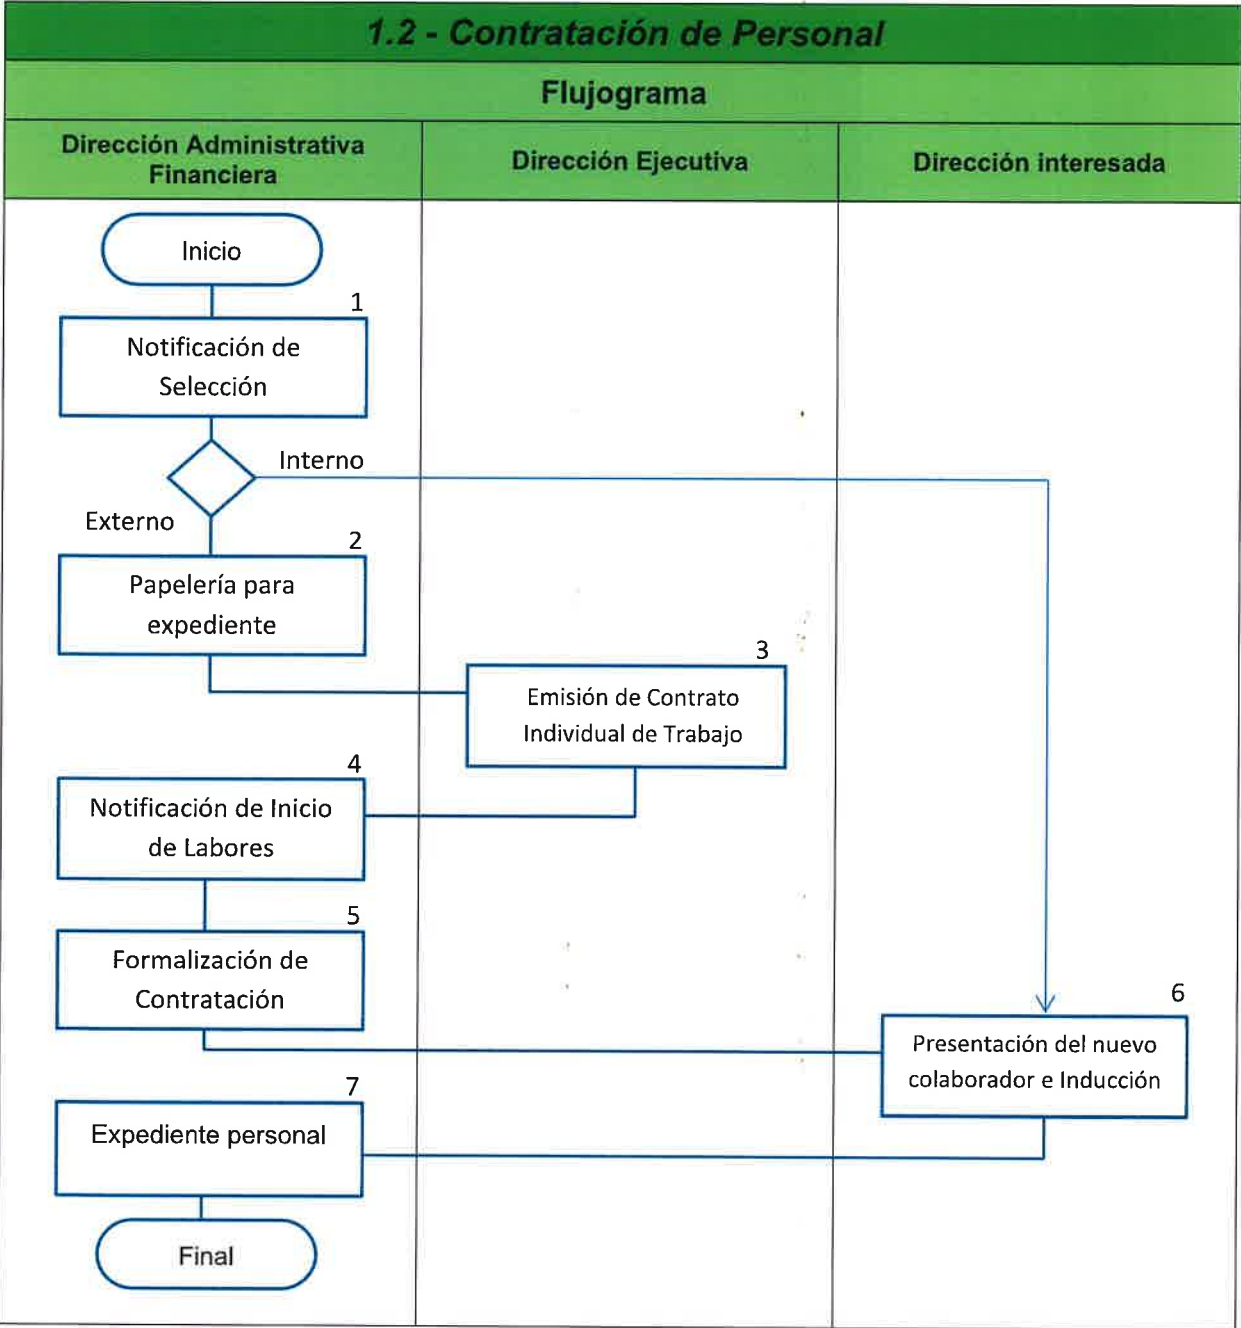 1.2 - Contratación de Personal
Flujograma
Dirección Administrativa
Financiera
Dirección Ejecutiva
Dirección interesada
Inicio
1
Notificación de
Selección
Interno
Externo
2
Papelería para
expediente
3
Emisión de Contrato
Individual de Trabajo
4
Notificación de Inicio
de Labores
5
Formalización de
Contratación
6
Presentación del nuevo
colaborador e Inducción
7
Expediente personal
Final